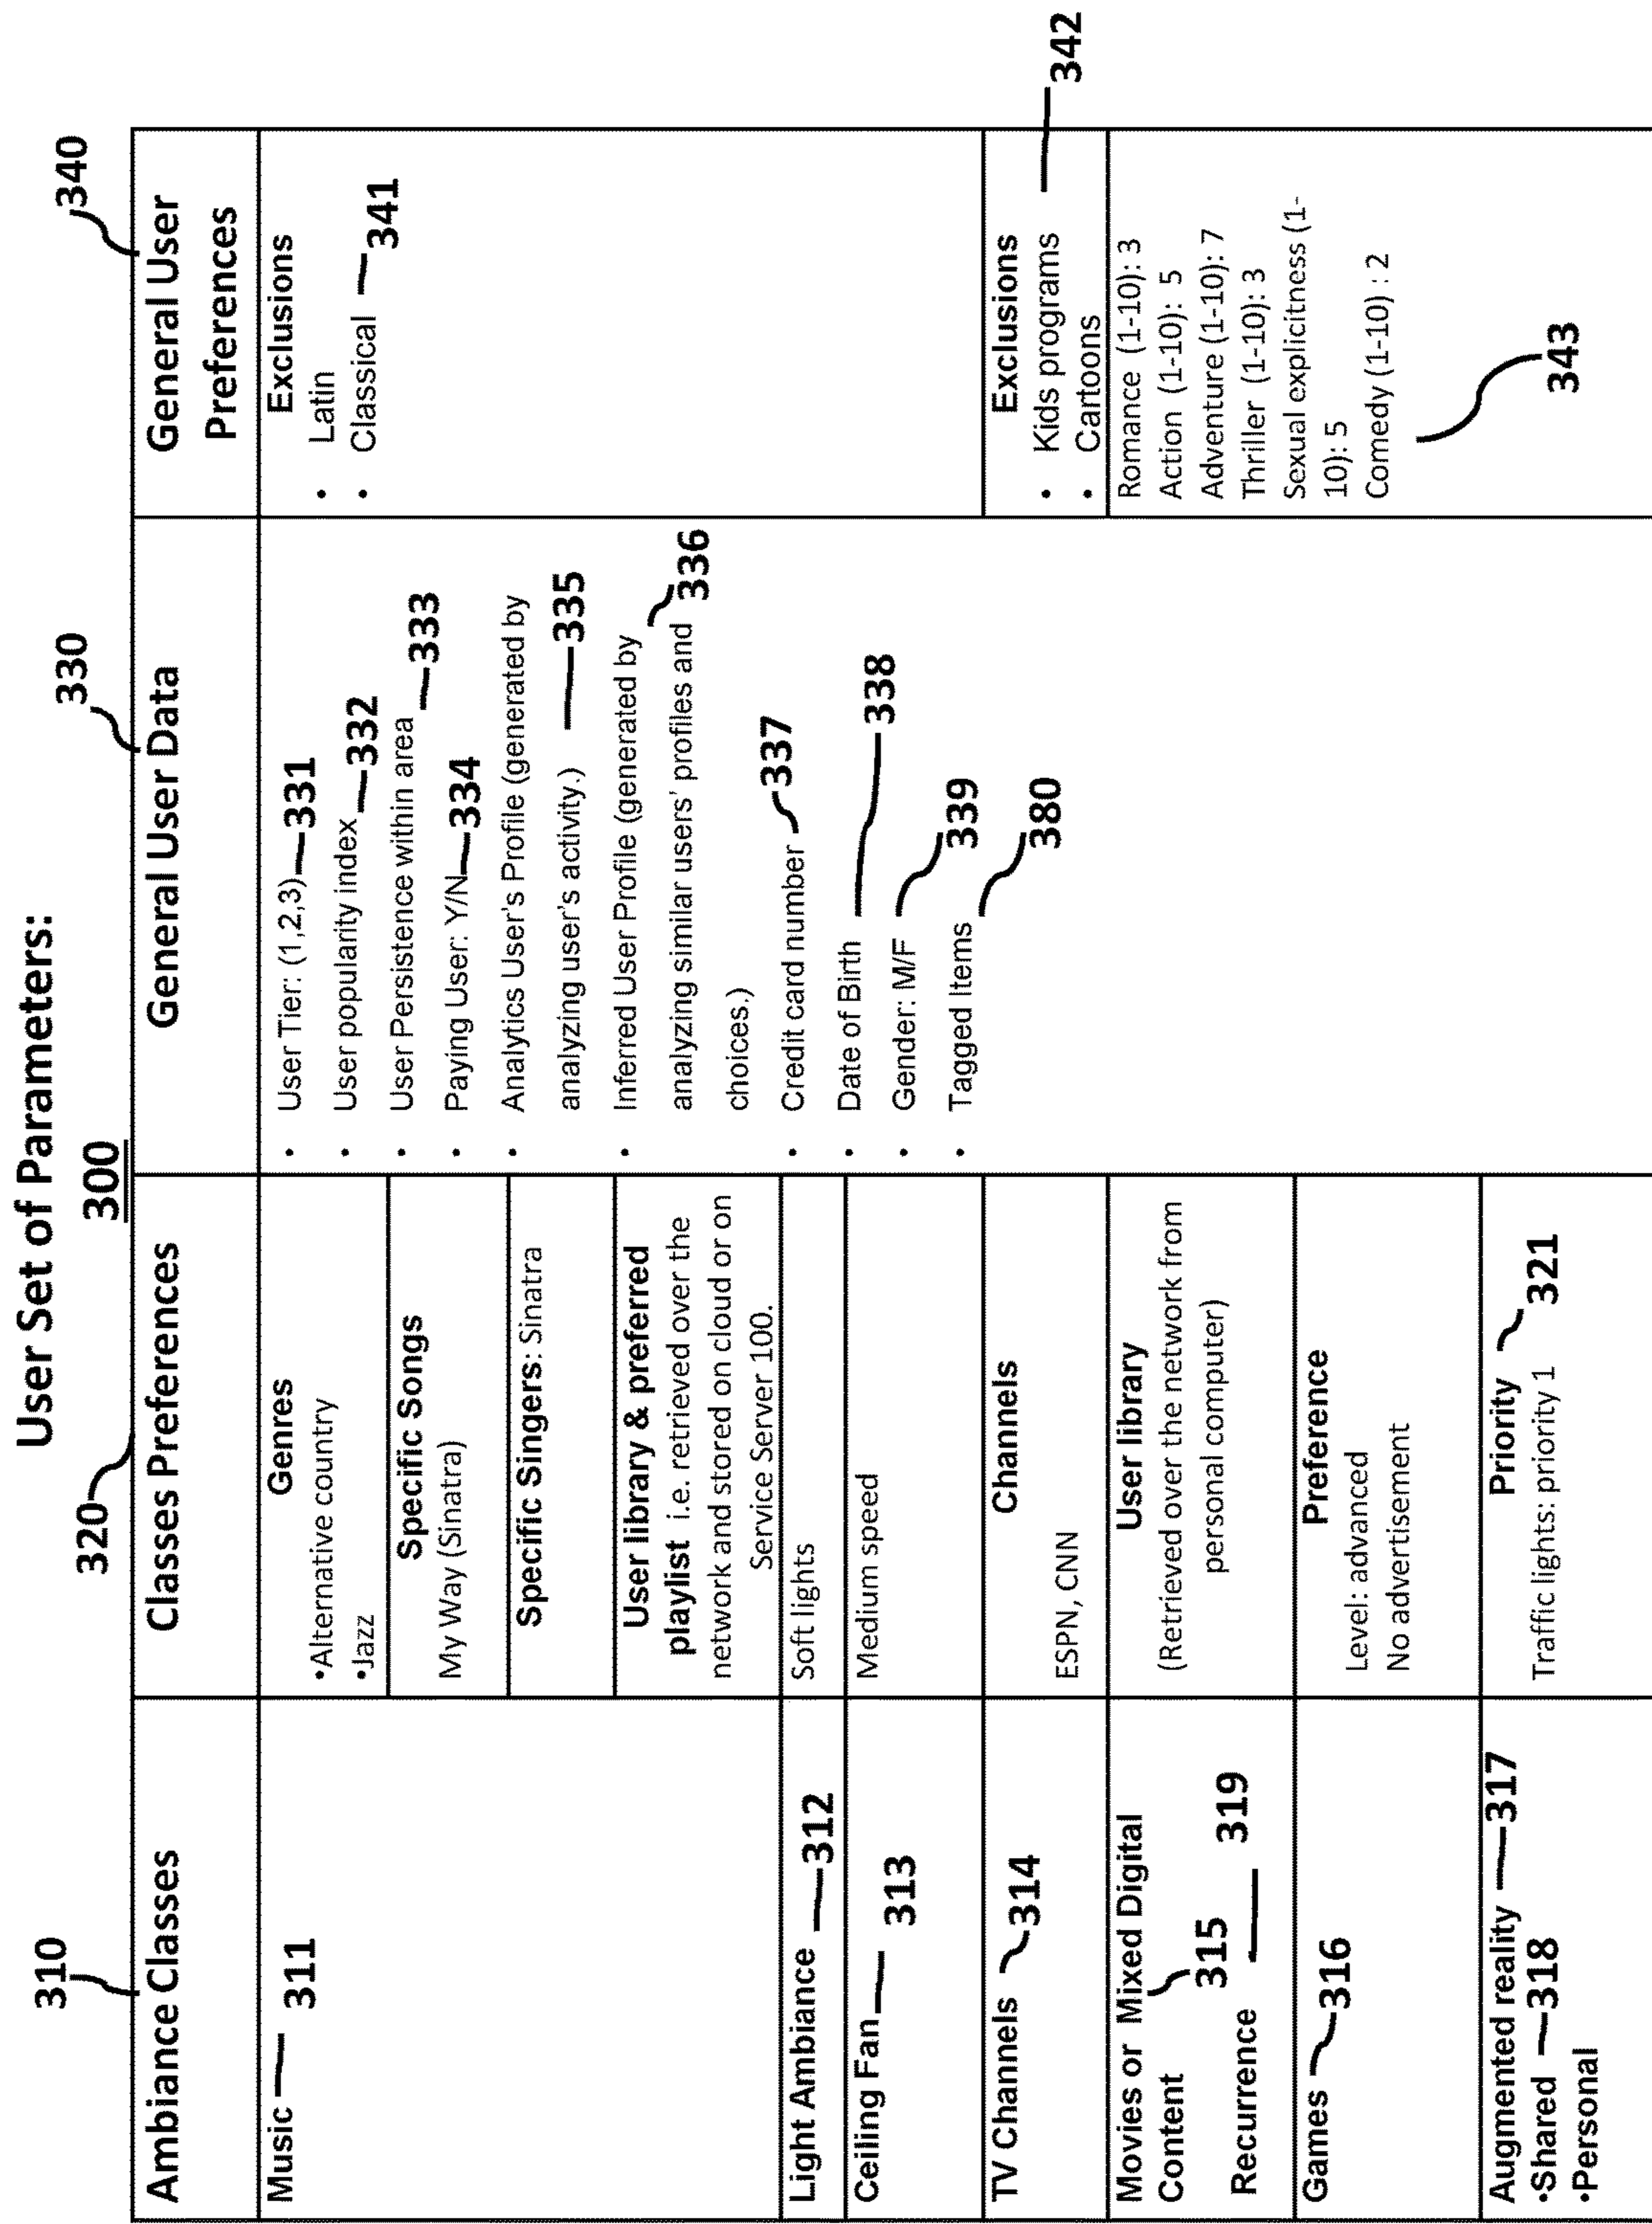 User Set of Parameters:
300
310
320
330
340
Ambiance Classes
Classes Preferences
General User Data
General User
Preferences
Music
311
Genres
•Alternative country
•Jazz
Specific Songs
My Way (Sinatra)
Specific Singers: Sinatra
User library & preferred
playlist i.e. retrieved over the
network and stored on cloud or on
Service Server 100.
• User Tier: (1,2,3) 331
• User popularity index 332
• User Persistence within area 333
• Paying User: Y/N 334
• Analytics User's Profile (generated by
analyzing user's activity.) 335
• Inferred User Profile (generated by
analyzing similar users' profiles and 336
choices.)
• Credit card number 337
• Date of Birth 338
• Gender: M/F 339
• Tagged Items 380
Exclusions
• Latin
• Classical 341
Light Ambiance 312
Soft lights
Ceiling Fan 313
Medium speed
TV Channels 314
Channels
ESPN, CNN
Exclusions
• Kids programs 342
• Cartoons
Movies or Mixed Digital
Content 315
Recurrence 319
User library
(Retrieved over the network from
personal computer)
Romance (1-10): 3
Action (1-10): 5
Adventure (1-10): 7
Thriller (1-10): 3
Sexual explicitness (1-
10): 5
Comedy (1-10) : 2
343
Games 316
Preference
Level: advanced
No advertisement
Augmented reality 317
•Shared 318
•Personal
Priority 321
Traffic lights: priority 1